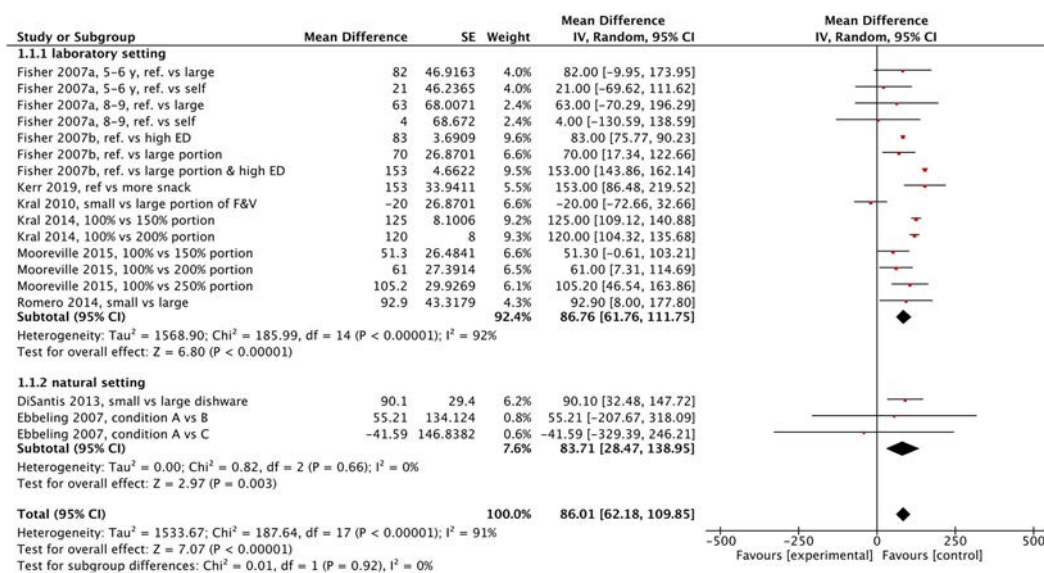 Mean Difference Mean Difference
Study or Subgroup Mean Difference SE Weight IV, Random, 95% CI IV, Random, 95% CI
1.1.1 laboratory setting
Fisher 2007a, 5-6 y, ref. vs large 82 46.9163 4.0% 82.00 [-9.95, 173.95]
Fisher 2007a, 5-6 y, ref. vs self 21 46.2365 4.0% 21.00 [-69.62, 111.62]
Fisher 2007a, 8-9, ref. vs large 63 68.0071 2.4% 63.00 [-70.29, 196.29]
Fisher 2007a, 8-9, ref. vs self 4 68.672 2.4% 4.00 [-130.59, 138.59]
Fisher 2007b, ref. vs high ED 83 3.6909 9.6% 83.00 [75.77, 90.23]
Fisher 2007b, ref. vs large portion 70 26.8701 6.6% 70.00 [17.34, 122.66]
Fisher 2007b, ref. vs large portion & high ED 153 4.6622 9.5% 153.00 [143.86, 162.14]
Kerr 2019, ref vs more snack 153 33.9411 5.5% 153.00 [86.48, 219.52]
Kral 2010, small vs large portion of F&V -20 26.8701 6.6% -20.00 [-72.66, 32.66]
Kral 2014, 100% vs 150% portion 125 8.1006 9.2% 125.00 [109.12, 140.88]
Kral 2014, 100% vs 200% portion 120 8 9.3% 120.00 [104.32, 135.68]
Mooreville 2015, 100% vs 150% portion 51.3 26.4841 6.6% 51.30 [-0.61, 103.21]
Mooreville 2015, 100% vs 200% portion 61 27.3914 6.5% 61.00 [7.31, 114.69]
Mooreville 2015, 100% vs 250% portion 105.2 29.9269 6.1% 105.20 [46.54, 163.86]
Romero 2014, small vs large 92.9 43.3179 4.3% 92.90 [8.00, 177.80]
Subtotal (95% CI) 92.4% 86.76 [61.76, 111.75]
Heterogeneity: Tau² = 1568.90; Chi² = 185.99, df = 14 (P < 0.00001); I² = 92%
Test for overall effect: Z = 6.80 (P < 0.00001)
1.1.2 natural setting
DiSantis 2013, small vs large dishware 90.1 29.4 6.2% 90.10 [32.48, 147.72]
Ebbeling 2007, condition A vs B 55.21 134.124 0.8% 55.21 [-207.67, 318.09]
Ebbeling 2007, condition A vs C -41.59 146.8382 0.6% -41.59 [-329.39, 246.21]
Subtotal (95% CI) 7.6% 83.71 [28.47, 138.95]
Heterogeneity: Tau² = 0.00; Chi² = 0.82, df = 2 (P = 0.66); I² = 0%
Test for overall effect: Z = 2.97 (P = 0.003)
Total (95% CI) 100.0% 86.01 [62.18, 109.85]
Heterogeneity: Tau² = 1533.67; Chi² = 187.64, df = 17 (P < 0.00001); I² = 91%
Test for overall effect: Z = 7.07 (P < 0.00001)
Test for subgroup differences: Chi² = 0.01, df = 1 (P = 0.92), I² = 0%
-500 -250 0 250 500
Favours [experimental] Favours [control]